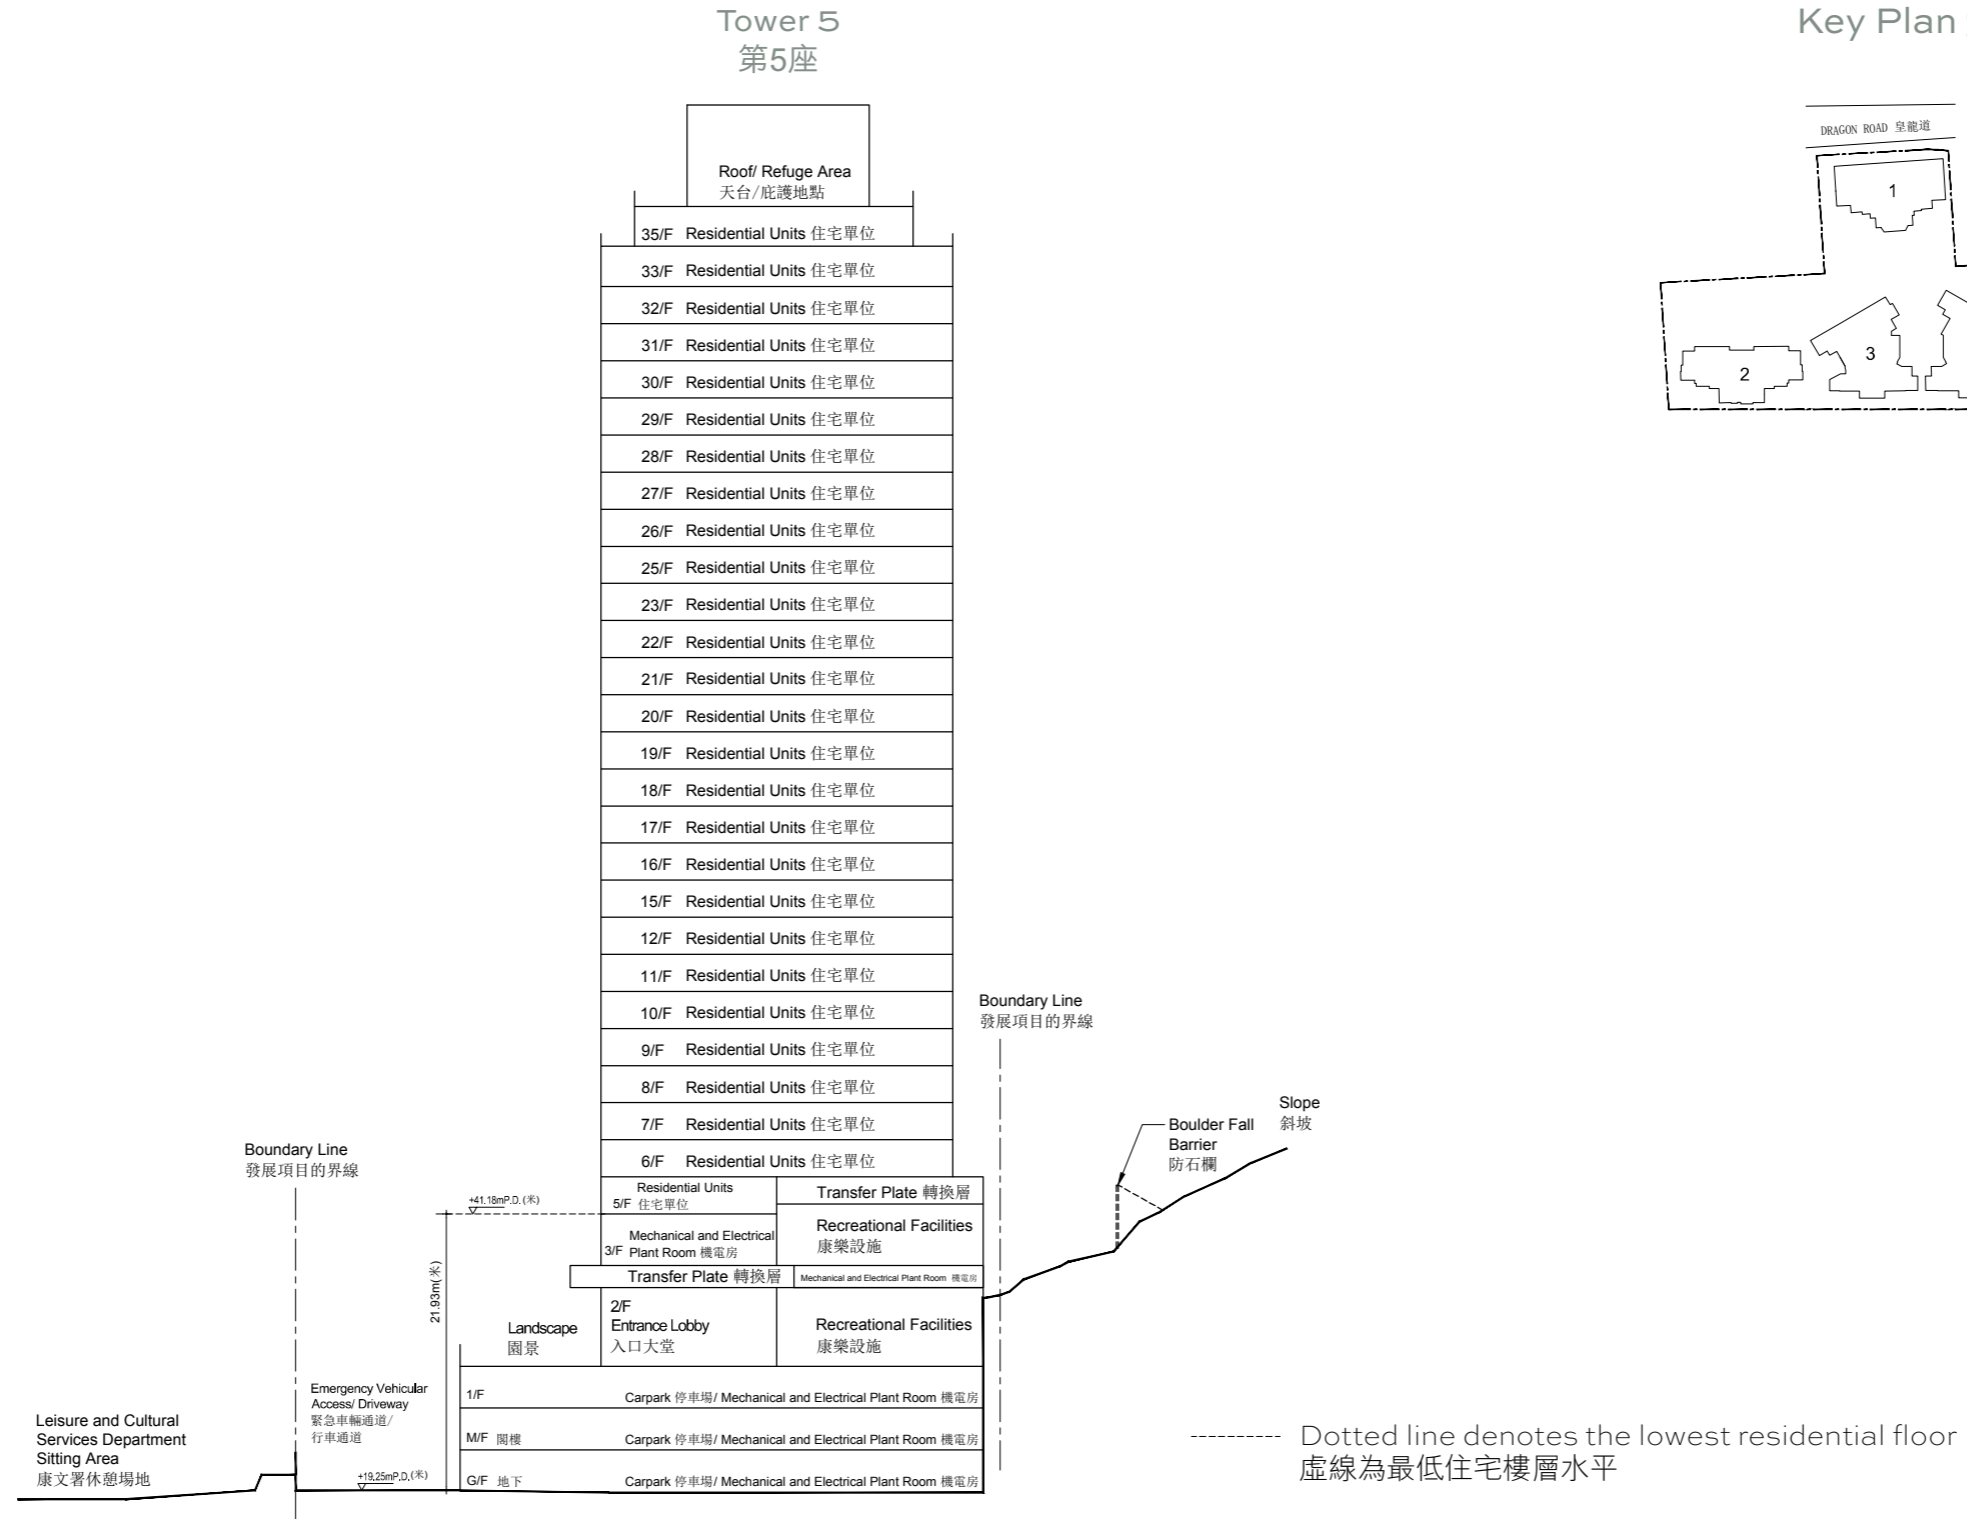 Tower 5
第5座
Key Plan
DRAGON ROAD 皇龍道
1
2
3
Roof/ Refuge Area
天台/庇護地點
35/F Residential Units 住宅單位
33/F Residential Units 住宅單位
32/F Residential Units 住宅單位
31/F Residential Units 住宅單位
30/F Residential Units 住宅單位
29/F Residential Units 住宅單位
28/F Residential Units 住宅單位
27/F Residential Units 住宅單位
26/F Residential Units 住宅單位
25/F Residential Units 住宅單位
23/F Residential Units 住宅單位
22/F Residential Units 住宅單位
21/F Residential Units 住宅單位
20/F Residential Units 住宅單位
19/F Residential Units 住宅單位
18/F Residential Units 住宅單位
17/F Residential Units 住宅單位
16/F Residential Units 住宅單位
15/F Residential Units 住宅單位
12/F Residential Units 住宅單位
11/F Residential Units 住宅單位
10/F Residential Units 住宅單位
9/F Residential Units 住宅單位
8/F Residential Units 住宅單位
7/F Residential Units 住宅單位
6/F Residential Units 住宅單位
Residential Units
5/F 住宅單位
Transfer Plate 轉換層
Mechanical and Electrical
3/F Plant Room 機電房
Recreational Facilities
康樂設施
Transfer Plate 轉換層
Mechanical and Electrical Plant Room 機電房
2/F
Entrance Lobby
入口大堂
Recreational Facilities
康樂設施
Landscape
園景
1/F Carpark 停車場/ Mechanical and Electrical Plant Room 機電房
M/F 閣樓 Carpark 停車場/ Mechanical and Electrical Plant Room 機電房
G/F 地下 Carpark 停車場/ Mechanical and Electrical Plant Room 機電房
Boundary Line
發展項目的界線
Boundary Line
發展項目的界線
Boulder Fall
Barrier
防石欄
Slope
斜坡
+41.18mP.D.(米)
21.93m(米)
Emergency Vehicular
Access/ Driveway
緊急車輛通道/
行車通道
+19.25mP.D.(米)
Leisure and Cultural
Services Department
Sitting Area
康文署休憩場地
Dotted line denotes the lowest residential floor
虛線為最低住宅樓層水平